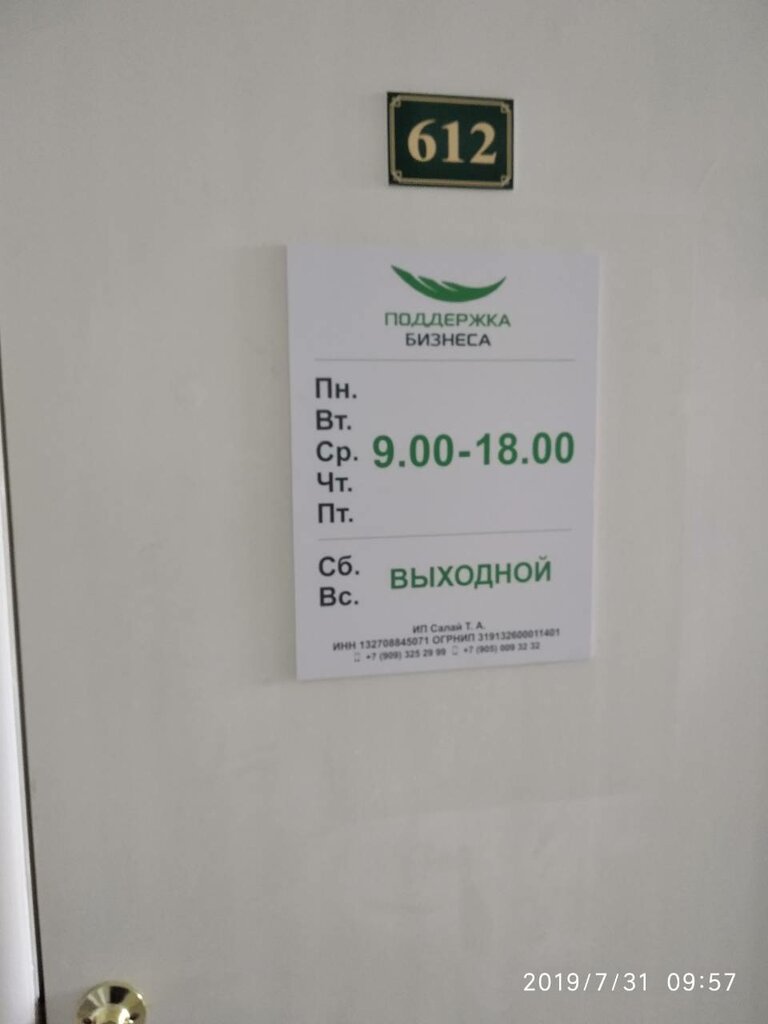 612
ПОДДЕРЖКА
БИЗНЕСА
Пн.
Вт.
Ср. 9.00-18.00
Чт.
Пт.
Сб. ВЫХОДНОЙ
Вс.
ИП Салай Т. А.
ИНН 132708845071 ОГРНИП 319132600011401
+7 (909) 325 29 99 +7 (905) 009 32 32
2019/7/31 09:57